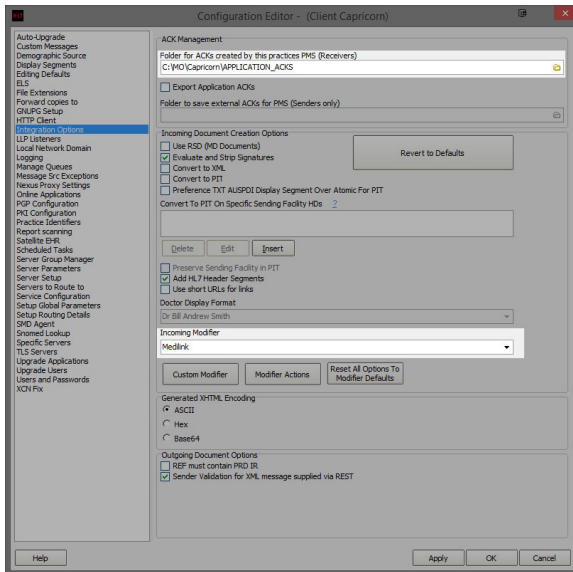 HL7
Configuration Editor - (Client Capricorn)
Auto-Upgrade
Custom Messages
Demographic Source
Display Segments
Editing Defaults
ELS
File Extensions
Forward copies to
GNUPG Setup
HTTP Client
Integration Options
LLP Listeners
Local Network Domain
Logging
Manage Queues
Message Src Exceptions
Nexus Proxy Settings
Online Applications
PGP Configuration
PKI Configuration
Practice Identifiers
Report scanning
Satellite EHR
Scheduled Tasks
Server Group Manager
Server Parameters
Server Setup
Servers to Route to
Service Configuration
Setup Global Parameters
Setup Routing Details
SMD Agent
Snomed Lookup
Specific Servers
TLS Servers
Upgrade Applications
Upgrade Users
Users and Passwords
XCN Fix
ACK Management
Folder for ACKs created by this practices PMS (Receivers)
C:\MO\Capricorn\APPLICATION_ACKS
Export Application ACKs
Folder to save external ACKs for PMS (Senders only)
Incoming Document Creation Options
Use RSD (MD Documents)
Evaluate and Strip Signatures
Convert to XML
Convert to PIT
Preference TXT AUSPDI Display Segment Over Atomic For PIT
Revert to Defaults
Convert To PIT On Specific Sending Facility HDs ?
Delete Edit Insert
Preserve Sending Facility in PIT
Add HL7 Header Segments
Use short URLs for links
Doctor Display Format
Dr Bill Andrew Smith
Incoming Modifier
Medilink
Custom Modifier Modifier Actions Reset All Options To
Modifier Defaults
Generated XHTML Encoding
ASCII
Hex
Base64
Outgoing Document Options
REF must contain PRD IR
Sender Validation for XML message supplied via REST
Help Apply OK Cancel